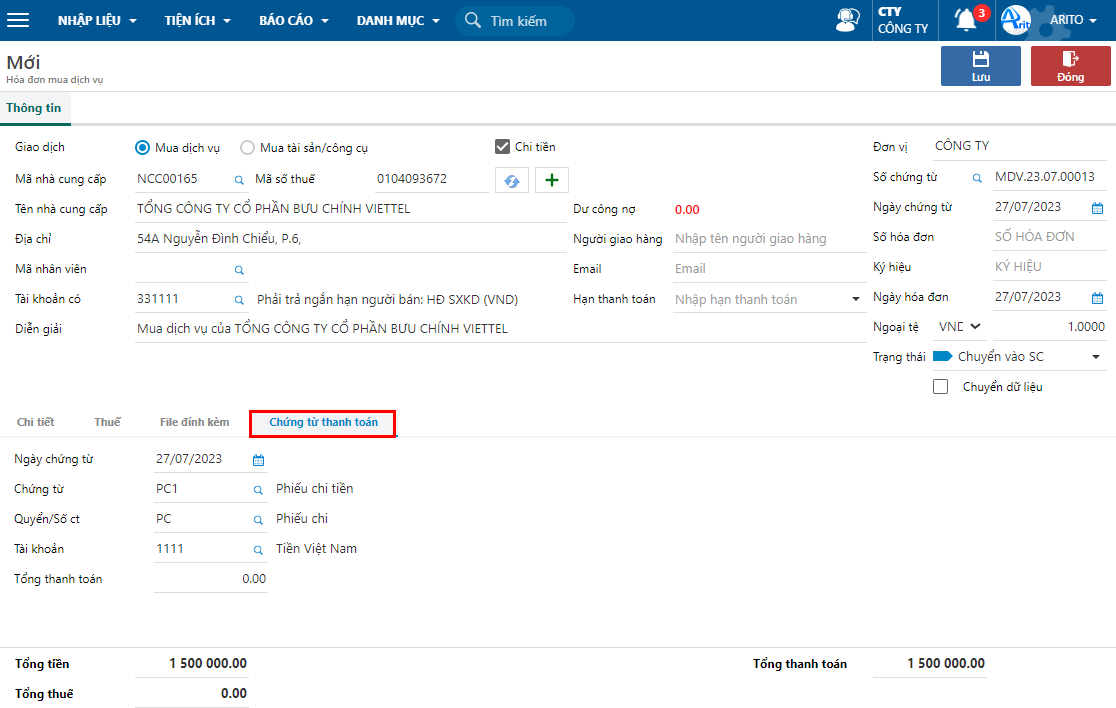 NHẬP LIỆU TIỆN ÍCH BÁO CÁO DANH MỤC Tìm kiếm CTY CÔNG TY 3 Arit ARITO
Mới
Hóa đơn mua dịch vụ
Lưu Đóng
Thông tin
Giao dịch Mua dịch vụ Mua tài sản/công cụ Chi tiền Đơn vị CÔNG TY
Mã nhà cung cấp NCC00165 Mã số thuế 0104093672 Số chứng từ MDV.23.07.00013
Tên nhà cung cấp TỔNG CÔNG TY CỔ PHẦN BƯU CHÍNH VIETTEL Dư công nợ 0.00 Ngày chứng từ 27/07/2023
Địa chỉ 54A Nguyễn Đình Chiểu, P.6, Người giao hàng Nhập tên người giao hàng Số hóa đơn SỐ HÓA ĐƠN
Mã nhân viên Email Email Ký hiệu KÝ HIỆU
Tài khoản có 331111 Phải trả ngắn hạn người bán: HĐ SXKD (VND) Hạn thanh toán Nhập hạn thanh toán Ngày hóa đơn 27/07/2023
Diễn giải Mua dịch vụ của TỔNG CÔNG TY CỔ PHẦN BƯU CHÍNH VIETTEL Ngoại tệ VND 1.0000
Trạng thái Chuyển vào SC
Chuyển dữ liệu
Chi tiết Thuế File đính kèm Chứng từ thanh toán
Ngày chứng từ 27/07/2023
Chứng từ PC1 Phiếu chi tiền
Quyển/Số ct PC Phiếu chi
Tài khoản 1111 Tiền Việt Nam
Tổng thanh toán 0.00
Tổng tiền 1 500 000.00 Tổng thanh toán 1 500 000.00
Tổng thuế 0.00